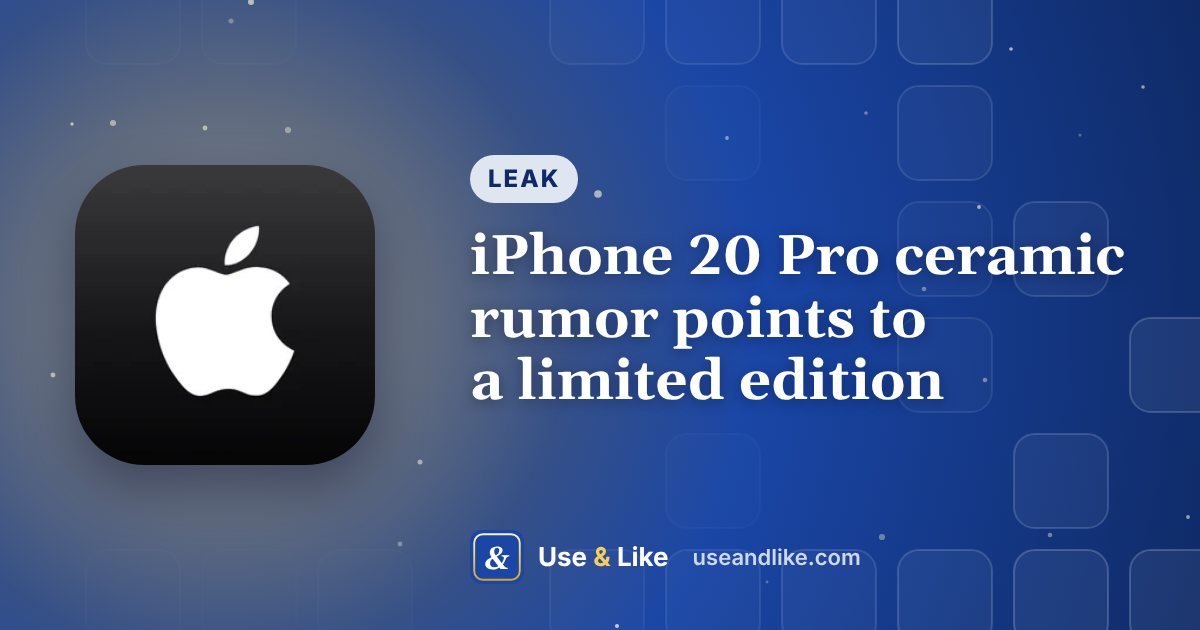 LEAK
iPhone 20 Pro ceramic
rumor points to
a limited edition
& Use & Like useandlike.com